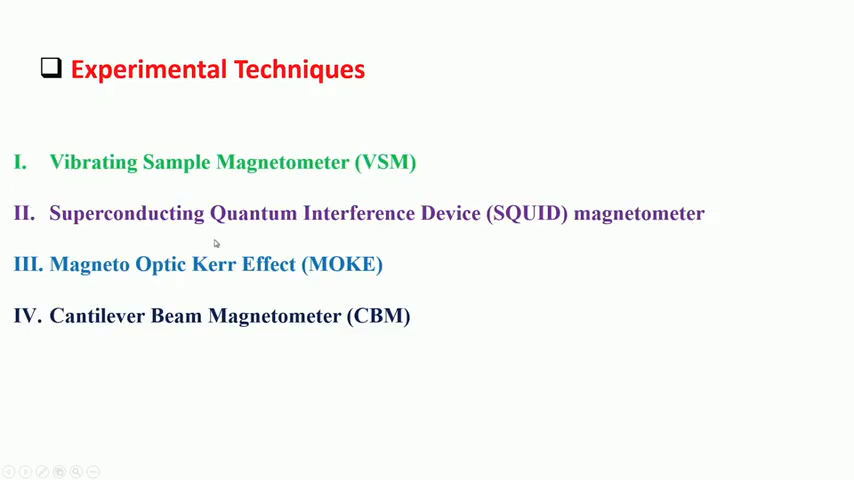 Experimental Techniques
I. Vibrating Sample Magnetometer (VSM)
II. Superconducting Quantum Interference Device (SQUID) magnetometer
III. Magneto Optic Kerr Effect (MOKE)
IV. Cantilever Beam Magnetometer (CBM)